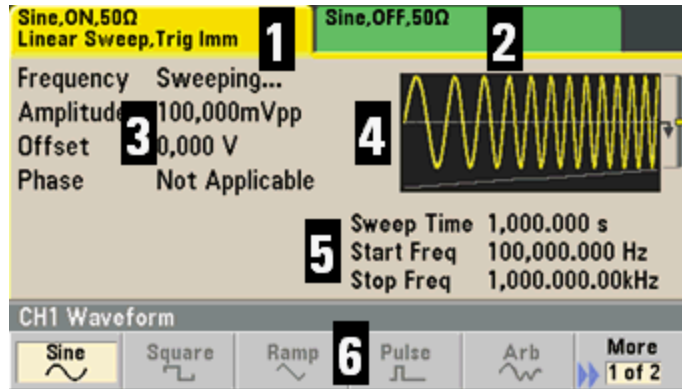 Sine,ON,50Ω
Linear Sweep,Trig Imm
1
Sine,OFF,50Ω
2
Frequency Sweeping...
Amplitude 100,000mVpp
3
Offset 0,000 V
Phase Not Applicable
4
5
Sweep Time 1,000.000 s
Start Freq 100,000.000 Hz
Stop Freq 1,000.000.00kHz
CH1 Waveform
Sine
Square
Ramp
6
Pulse
Arb
More
1 of 2